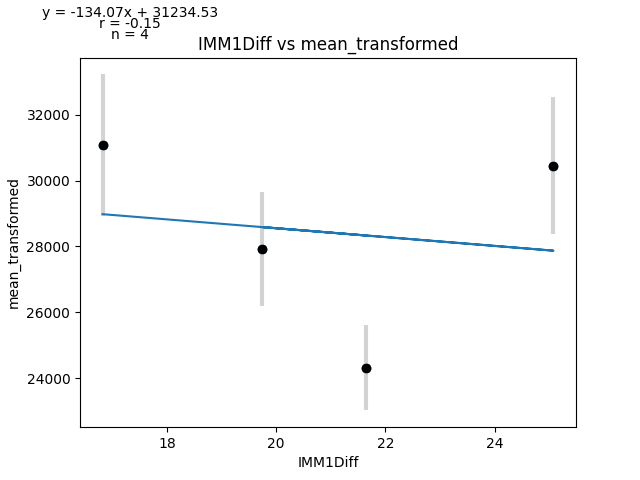 y = -134.07x + 31234.53
r = -0.15
n = 4
IMM1Diff vs mean_transformed
mean_transformed
32000
30000
28000
26000
24000
18
20
22
24
IMM1Diff